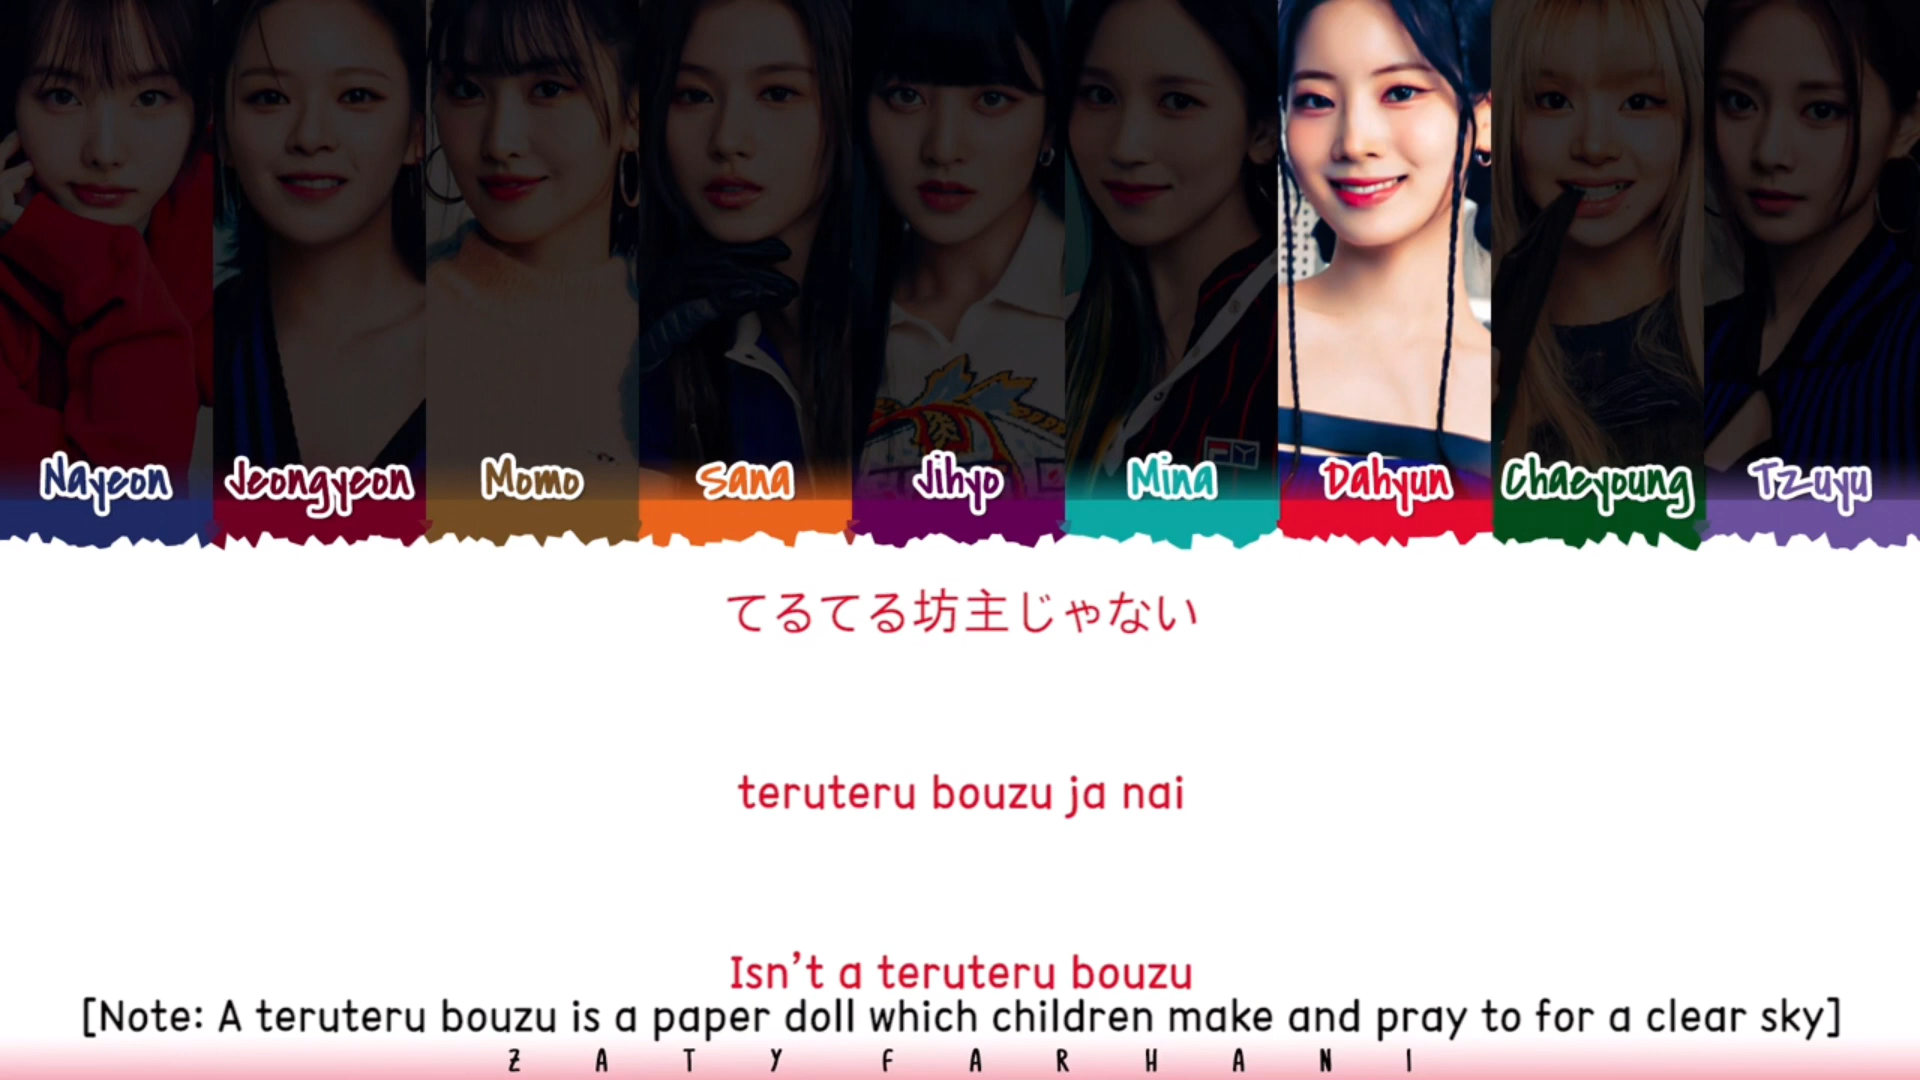 Nayeon Jeongyeon Momo Sana Jihyo Mina Dahyun Chaeyoung Tzuyu
てるてる坊主じゃない
teruteru bouzu ja nai
Isn't a teruteru bouzu
[Note: A teruteru bouzu is a paper doll which children make and pray to for a clear sky]
ZATY FARHANI